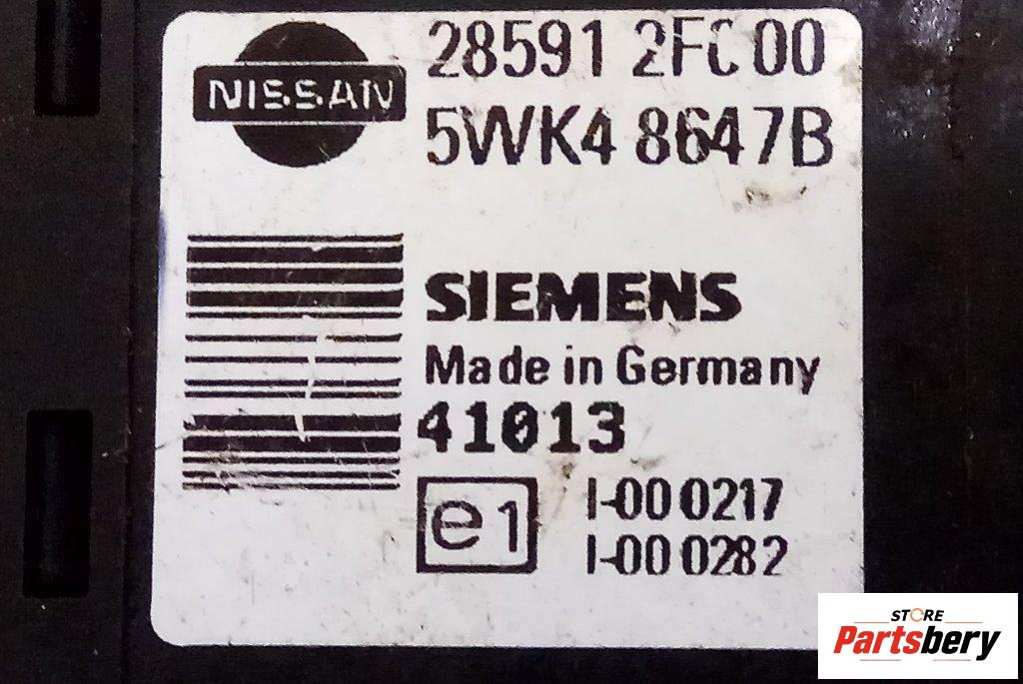 NISSAN
28591 2FC00
5WK4 8647B
SIEMENS
Made in Germany
41013
e1
I-00 0217
I-00 0282
STORE
Partsbery